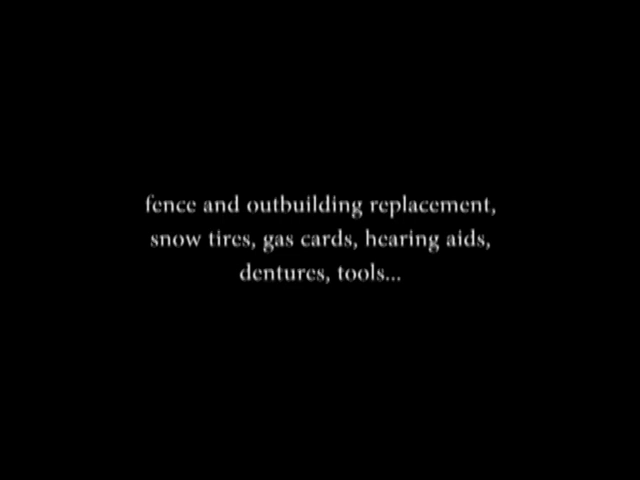 fence and outbuilding replacement,
snow tires, gas cards, hearing aids,
dentures, tools...